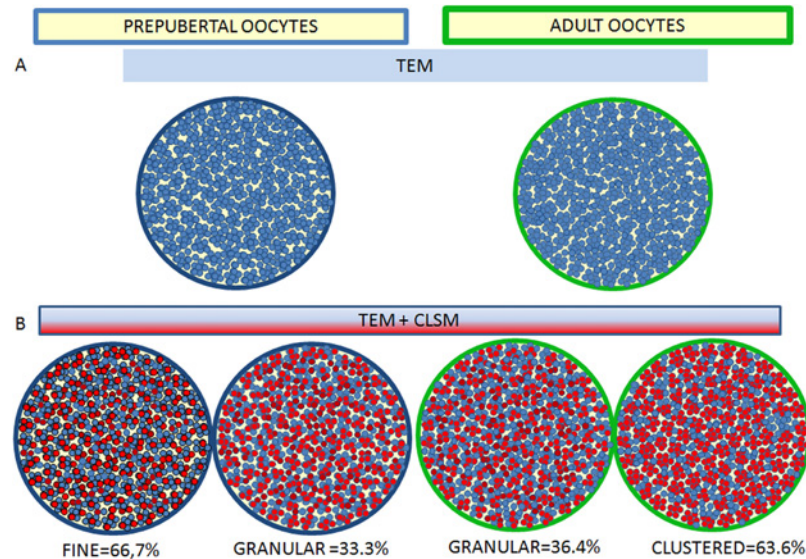 PREPUBERTAL OOCYTES
ADULT OOCYTES
A
TEM
B
TEM + CLSM
FINE=66,7%
GRANULAR =33.3%
GRANULAR=36.4%
CLUSTERED=63.6%